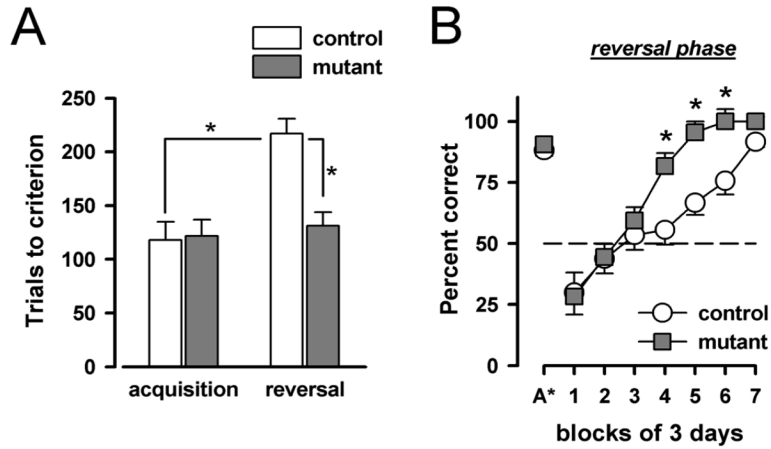 A
control
mutant
Trials to criterion
250
200
150
100
50
0
*
*
acquisition
reversal
B
reversal phase
Percent correct
100
75
50
25
0
*
*
*
control
mutant
A* 1 2 3 4 5 6 7
blocks of 3 days